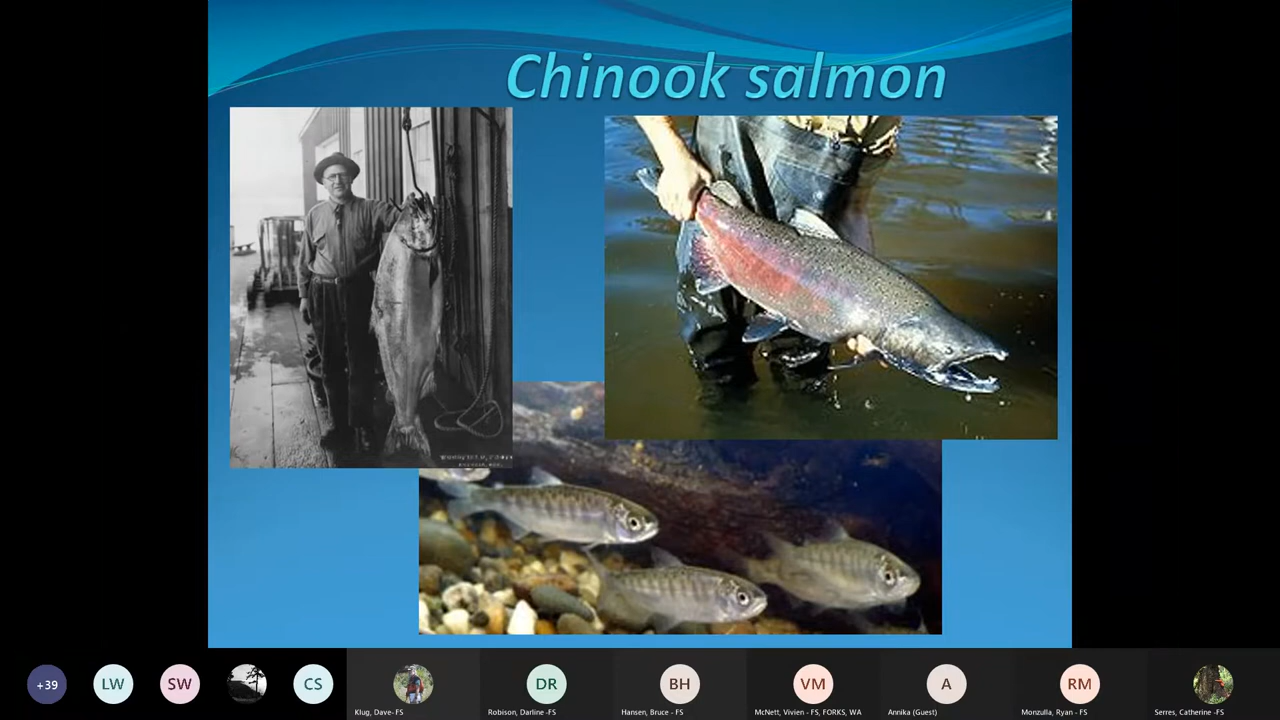 Chinook salmon
+39
LW
SW
CS
Klug, Dave- FS
DR
Robison, Darline -FS
BH
Hansen, Bruce - FS
VM
McNett, Vivien - FS, FORKS, WA
A
Annika (Guest)
RM
Monzulla, Ryan - FS
Serres, Catherine -FS